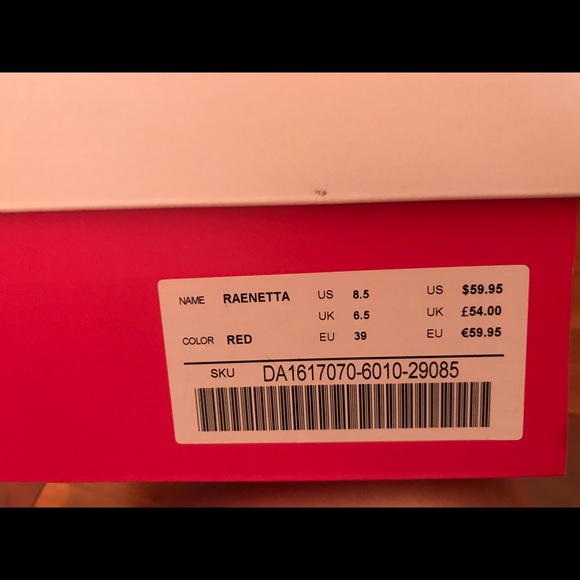 NAME RAENETTA US 8.5 US $59.95
UK 6.5 UK £54.00
COLOR RED EU 39 EU €59.95
SKU DA1617070-6010-29085